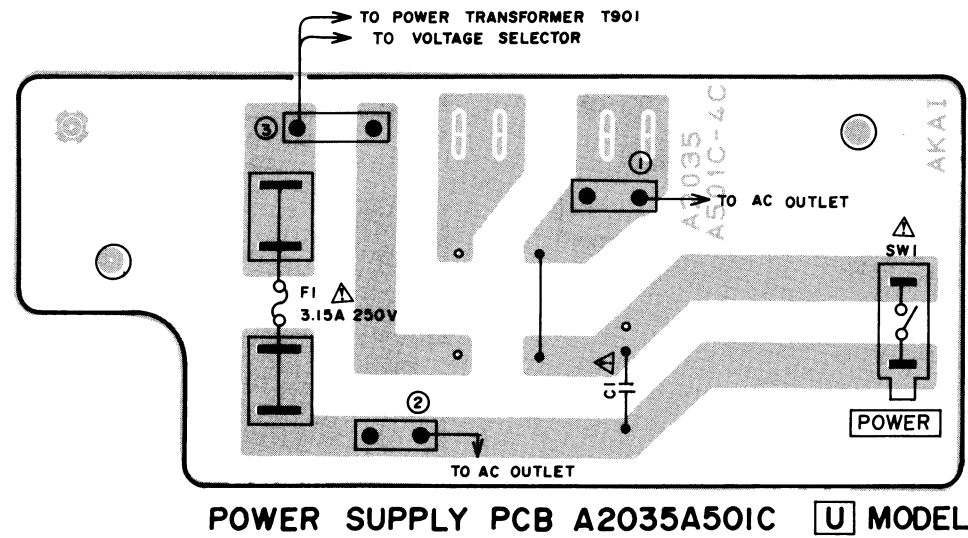 TO POWER TRANSFORMER T901
TO VOLTAGE SELECTOR
3
1
A2035
A501C-4C
AKAI
TO AC OUTLET
SW1
F1
3.15A 250V
C1
2
POWER
TO AC OUTLET
POWER SUPPLY PCB A2035A501C U MODEL